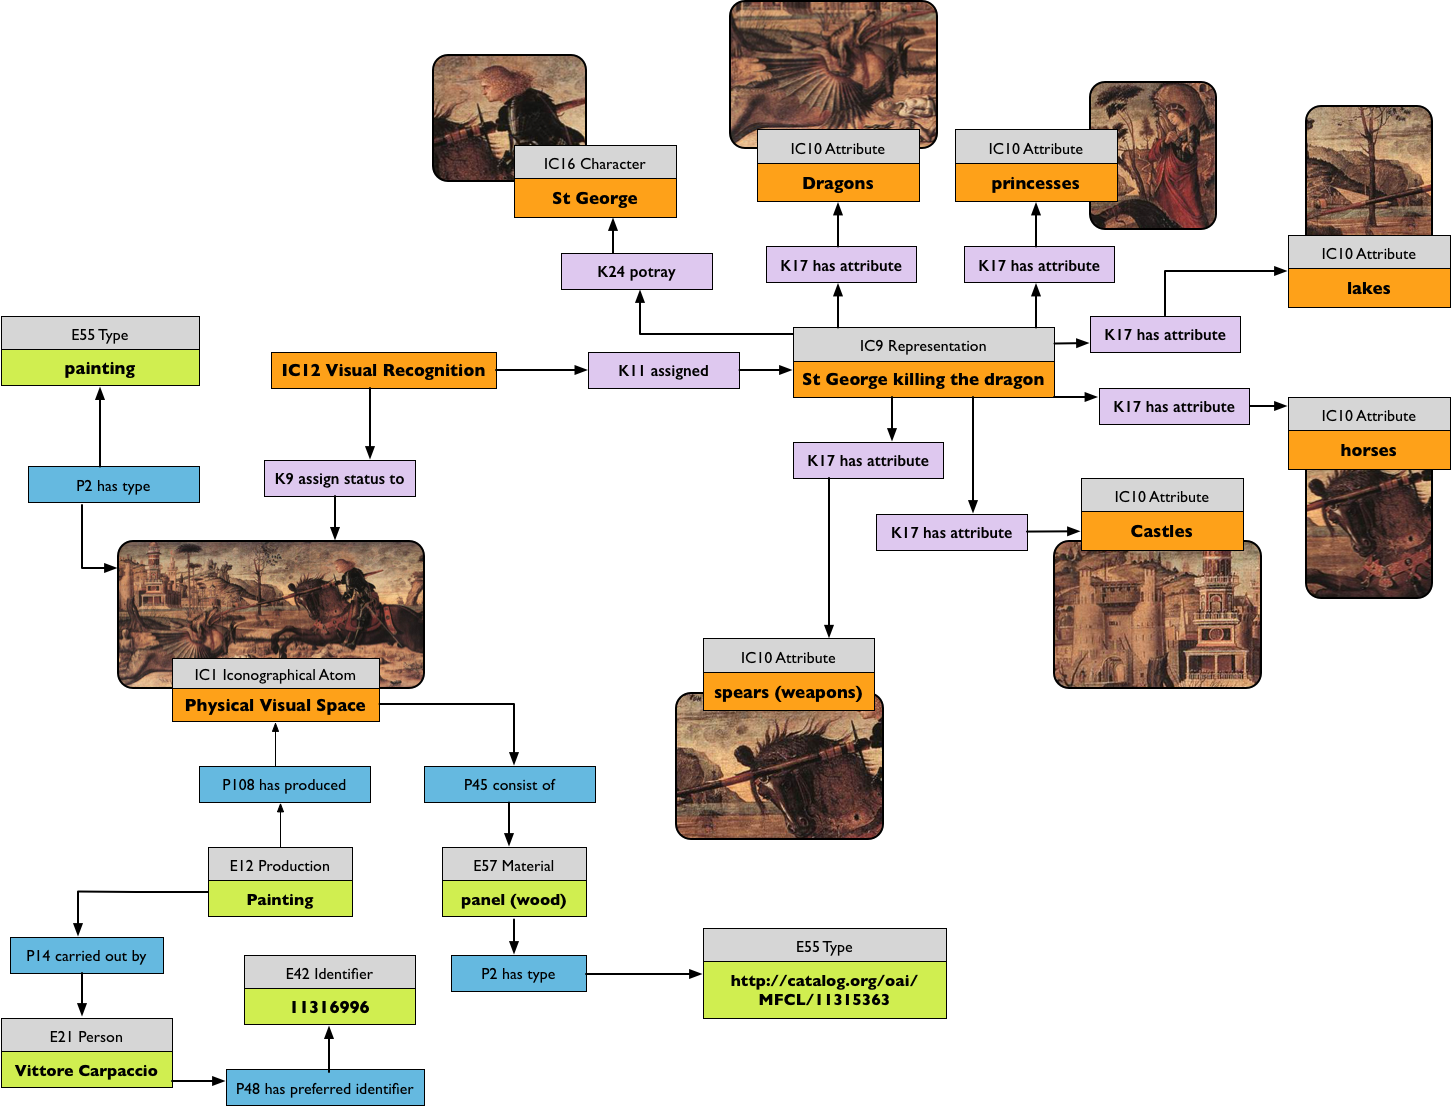 IC10 Attribute
Dragons
IC10 Attribute
princesses
IC16 Character
St George
K24 potray
K17 has attribute
K17 has attribute
IC10 Attribute
lakes
K17 has attribute
E55 Type
painting
IC12 Visual Recognition
K11 assigned
IC9 Representation
St George killing the dragon
K17 has attribute
IC10 Attribute
horses
K17 has attribute
P2 has type
K9 assign status to
K17 has attribute
IC10 Attribute
Castles
IC10 Attribute
spears (weapons)
IC1 Iconographical Atom
Physical Visual Space
P108 has produced
P45 consist of
E12 Production
Painting
E57 Material
panel (wood)
P14 carried out by
E42 Identifier
11316996
P2 has type
E55 Type
http://catalog.org/oai/
MFCL/11315363
E21 Person
Vittore Carpaccio
P48 has preferred identifier